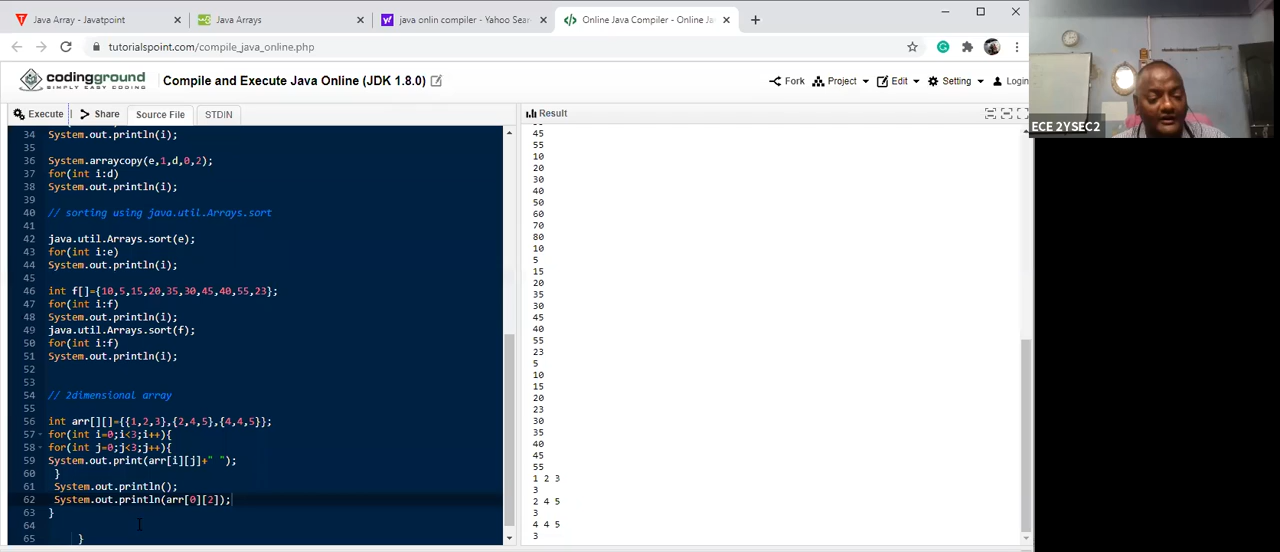 Java Array - Javatpoint
Java Arrays
java onlin compiler - Yahoo Sear
Online Java Compiler - Online Ja
tutorialspoint.com/compile_java_online.php
codingground
SIMPLY EASY CODING
Compile and Execute Java Online (JDK 1.8.0)
Fork
Project
Edit
Setting
Login
Execute
Share
Source File
STDIN
Result
34 System.out.println(i);
35
36 System.arraycopy(e,1,d,0,2);
37 for(int i:d)
38 System.out.println(i);
39
40 // sorting using java.util.Arrays.sort
41
42 java.util.Arrays.sort(e);
43 for(int i:e)
44 System.out.println(i);
45
46 int f[]={10,5,15,20,35,30,45,40,55,23};
47 for(int i:f)
48 System.out.println(i);
49 java.util.Arrays.sort(f);
50 for(int i:f)
51 System.out.println(i);
52
53
54 // 2dimensional array
55
56 int arr[][]={{1,2,3},{2,4,5},{4,4,5}};
57 for(int i=0;i<3;i++){
58 for(int j=0;j<3;j++){
59 System.out.print(arr[i][j]+" ");
60 }
61 System.out.println();
62 System.out.println(arr[0][2]);
63 }
64
65 }
45
55
10
20
30
40
50
60
70
80
10
5
15
20
35
30
45
40
55
23
5
10
15
20
23
30
35
40
45
55
1 2 3
3
2 4 5
3
4 4 5
3
ECE 2YSEC2